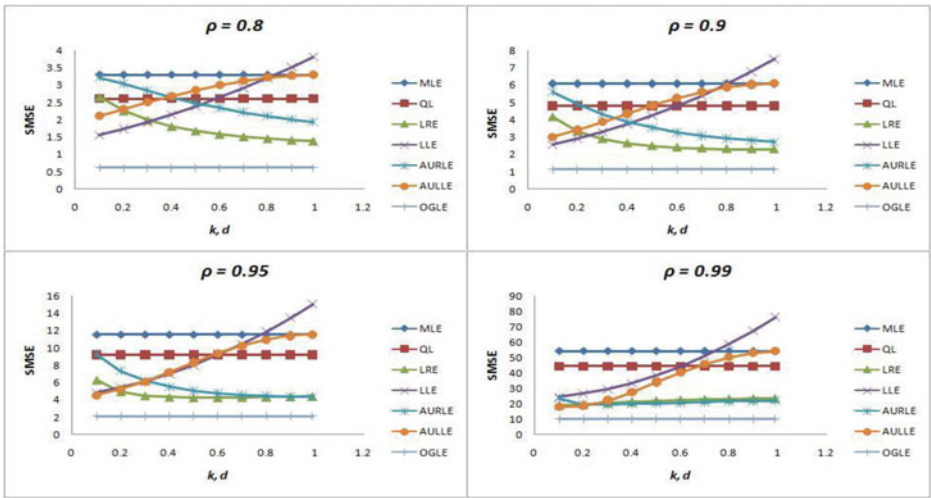 ρ = 0.8
4
3.5
3
2.5
2
1.5
1
0.5
0
SMSE
0 0.2 0.4 0.6 0.8 1 1.2
k, d
MLE
QL
LRE
LLE
AURLE
AULLE
OGLE
ρ = 0.9
8
7
6
5
4
3
2
1
0
SMSE
0 0.2 0.4 0.6 0.8 1 1.2
k, d
MLE
QL
LRE
LLE
AURLE
AULLE
OGLE
ρ = 0.95
16
14
12
10
8
6
4
2
0
SMSE
0 0.2 0.4 0.6 0.8 1 1.2
k, d
MLE
QL
LRE
LLE
AURLE
AULLE
OGLE
ρ = 0.99
90
80
70
60
50
40
30
20
10
0
SMSE
0 0.2 0.4 0.6 0.8 1 1.2
k, d
MLE
QL
LRE
LLE
AURLE
AULLE
OGLE